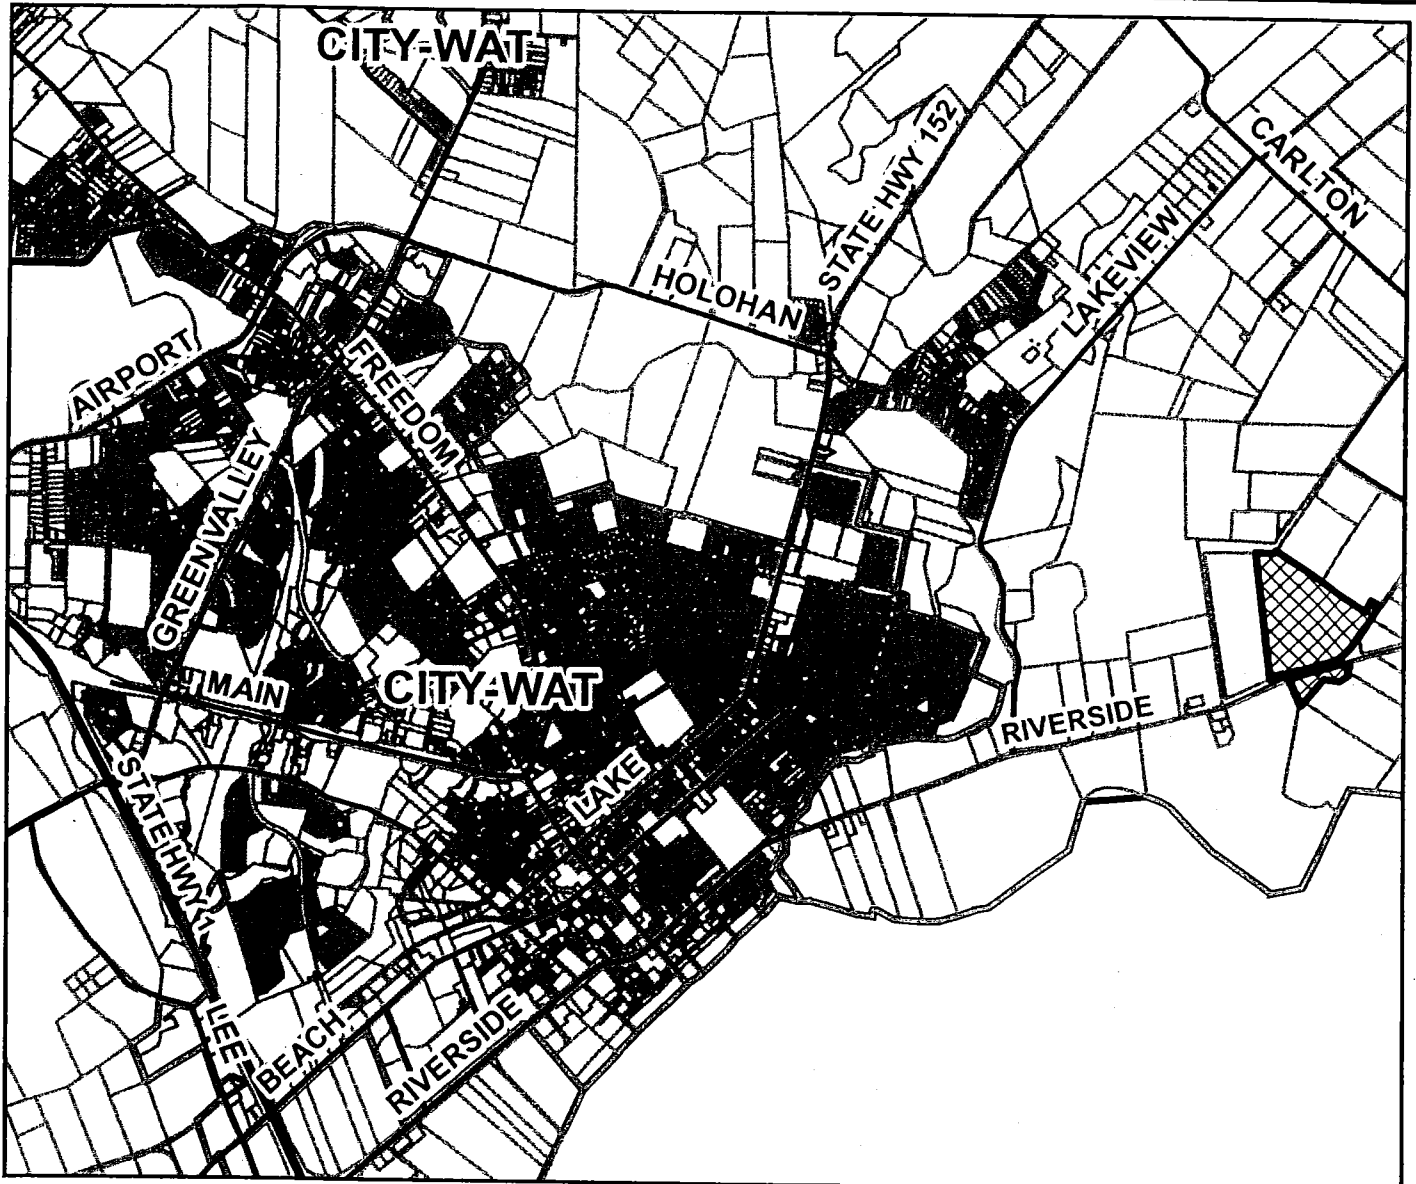 CITY-WAT
STATE HWY 152
CARLTON
HOLOHAN
LAKEVIEW
AIRPORT
FREEDOM
GREEN VALLEY
CITY-WAT
MAIN
RIVERSIDE
STATE HWY 1
LAKE
LEE
BEACH
RIVERSIDE